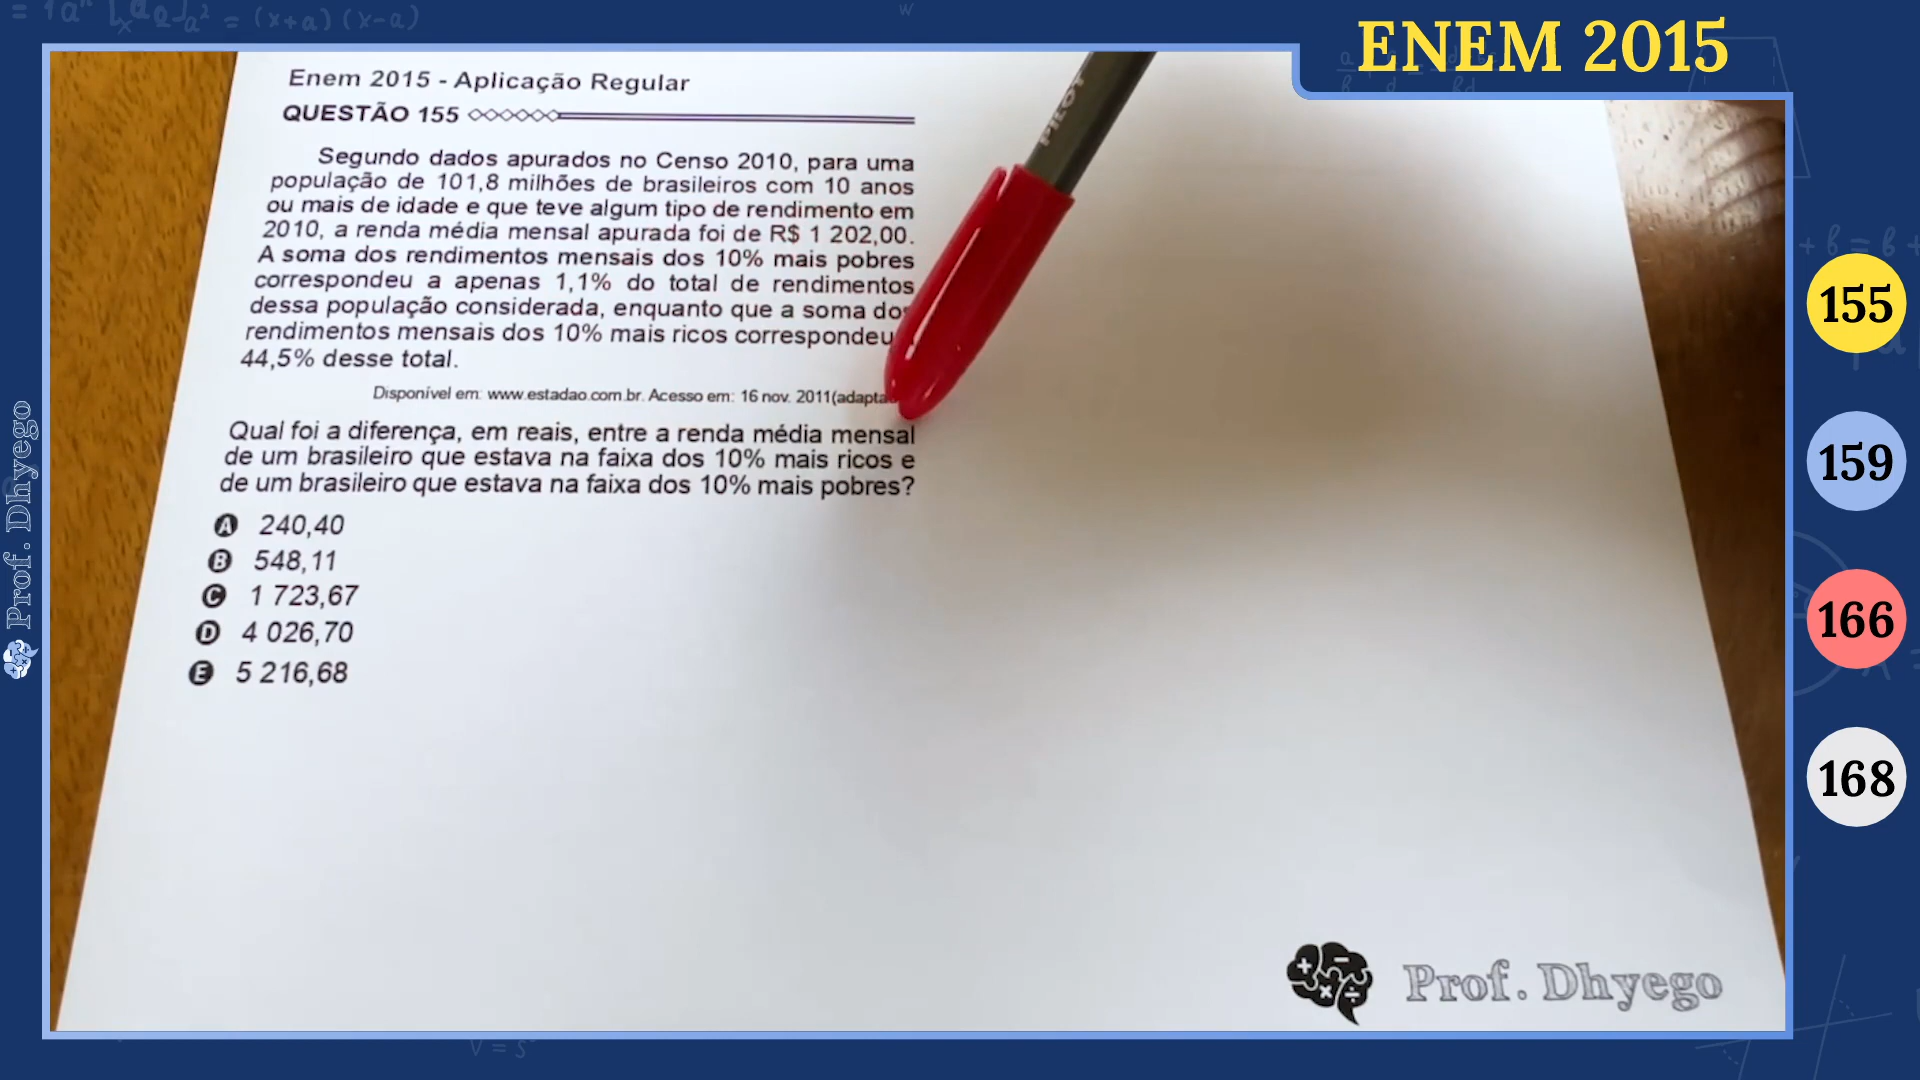 ENEM 2015
Enem 2015 - Aplicação Regular
QUESTÃO 155
Segundo dados apurados no Censo 2010, para uma
população de 101,8 milhões de brasileiros com 10 anos
ou mais de idade e que teve algum tipo de rendimento em
2010, a renda média mensal apurada foi de R$ 1 202,00.
A soma dos rendimentos mensais dos 10% mais pobres
correspondeu a apenas 1,1% do total de rendimentos
dessa população considerada, enquanto que a soma dos
rendimentos mensais dos 10% mais ricos correspondeu
44,5% desse total.
Disponível em: www.estadao.com.br. Acesso em: 16 nov. 2011(adapta
Qual foi a diferença, em reais, entre a renda média mensal
de um brasileiro que estava na faixa dos 10% mais ricos e
de um brasileiro que estava na faixa dos 10% mais pobres?
A 240,40
B 548,11
C 1 723,67
D 4 026,70
E 5 216,68
PILOT
155
159
166
168
Prof. Dhyego
Prof. Dhyego
= (x+a) (x-a)
V = s